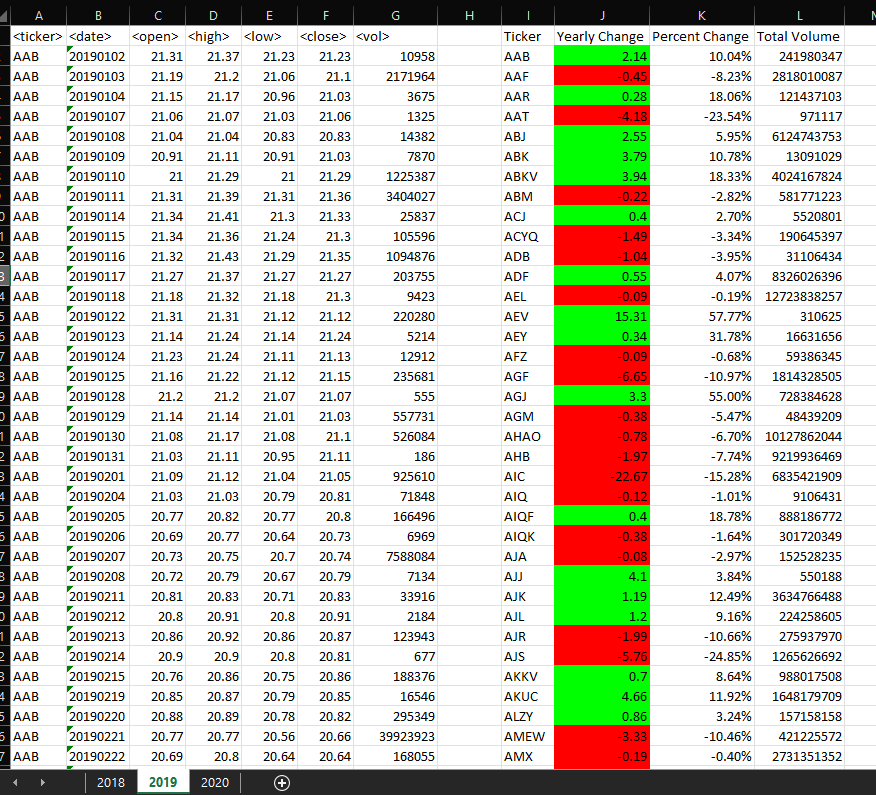 A B C D E F G H I J K L
<ticker> <date> <open> <high> <low> <close> <vol> Ticker Yearly Change Percent Change Total Volume
AAB 20190102 21.31 21.37 21.23 21.23 10958 AAB 2.14 10.04% 241980347
AAB 20190103 21.19 21.2 21.06 21.1 2171964 AAF -0.45 -8.23% 2818010087
AAB 20190104 21.15 21.17 20.96 21.03 3675 AAR 0.28 18.06% 121437103
AAB 20190107 21.06 21.07 21.03 21.06 1325 AAT -4.18 -23.54% 971117
AAB 20190108 21.04 21.04 20.83 20.83 14382 ABJ 2.55 5.95% 6124743753
AAB 20190109 20.91 21.11 20.91 21.03 7870 ABK 3.79 10.78% 13091029
AAB 20190110 21 21.29 21 21.29 1225387 ABKV 3.94 18.33% 4024167824
AAB 20190111 21.31 21.39 21.31 21.36 3404027 ABM -0.22 -2.82% 581771223
AAB 20190114 21.34 21.41 21.3 21.33 25837 ACJ 0.4 2.70% 5520801
AAB 20190115 21.34 21.36 21.24 21.3 105596 ACYQ -1.49 -3.34% 190645397
AAB 20190116 21.32 21.43 21.29 21.35 1094876 ADB -1.04 -3.95% 31106434
AAB 20190117 21.27 21.37 21.27 21.27 203755 ADF 0.55 4.07% 8326026396
AAB 20190118 21.18 21.32 21.18 21.3 9423 AEL -0.09 -0.19% 12723838257
AAB 20190122 21.31 21.31 21.12 21.12 220280 AEV 15.31 57.77% 310625
AAB 20190123 21.14 21.24 21.14 21.24 5214 AEY 0.34 31.78% 16631656
AAB 20190124 21.23 21.24 21.11 21.13 12912 AFZ -0.09 -0.68% 59386345
AAB 20190125 21.16 21.22 21.12 21.15 235681 AGF -6.65 -10.97% 1814328505
AAB 20190128 21.2 21.2 21.07 21.07 555 AGJ 3.3 55.00% 728384628
AAB 20190129 21.14 21.14 21.01 21.03 557731 AGM -0.38 -5.47% 48439209
AAB 20190130 21.08 21.17 21.08 21.1 526084 AHAO -0.78 -6.70% 10127862044
AAB 20190131 21.03 21.11 20.95 21.11 186 AHB -1.97 -7.74% 9219936469
AAB 20190201 21.09 21.12 21.04 21.05 925610 AIC -22.67 -15.28% 6835421909
AAB 20190204 21.03 21.03 20.79 20.81 71848 AIQ -0.12 -1.01% 9106431
AAB 20190205 20.77 20.82 20.77 20.8 166496 AIQF 0.4 18.78% 888186772
AAB 20190206 20.69 20.77 20.64 20.73 6969 AIQK -0.38 -1.64% 301720349
AAB 20190207 20.73 20.75 20.7 20.74 7588084 AJA -0.08 -2.97% 152528235
AAB 20190208 20.72 20.79 20.67 20.79 7134 AJJ 4.1 3.84% 550188
AAB 20190211 20.81 20.83 20.71 20.83 33916 AJK 1.19 12.49% 3634766488
AAB 20190212 20.8 20.91 20.8 20.91 2184 AJL 1.2 9.16% 224258605
AAB 20190213 20.86 20.92 20.86 20.87 123943 AJR -1.99 -10.66% 275937970
AAB 20190214 20.9 20.9 20.8 20.81 677 AJS -5.76 -24.85% 1265626692
AAB 20190215 20.76 20.86 20.75 20.86 188376 AKKV 0.7 8.64% 988017508
AAB 20190219 20.85 20.87 20.79 20.85 16546 AKUC 4.66 11.92% 1648179709
AAB 20190220 20.88 20.89 20.78 20.82 295349 ALZY 0.86 3.24% 157158158
AAB 20190221 20.77 20.77 20.56 20.66 39923923 AMEW -3.33 -10.46% 421225572
AAB 20190222 20.69 20.8 20.64 20.64 168055 AMX -0.19 -0.40% 2731351352
2018 2019 2020